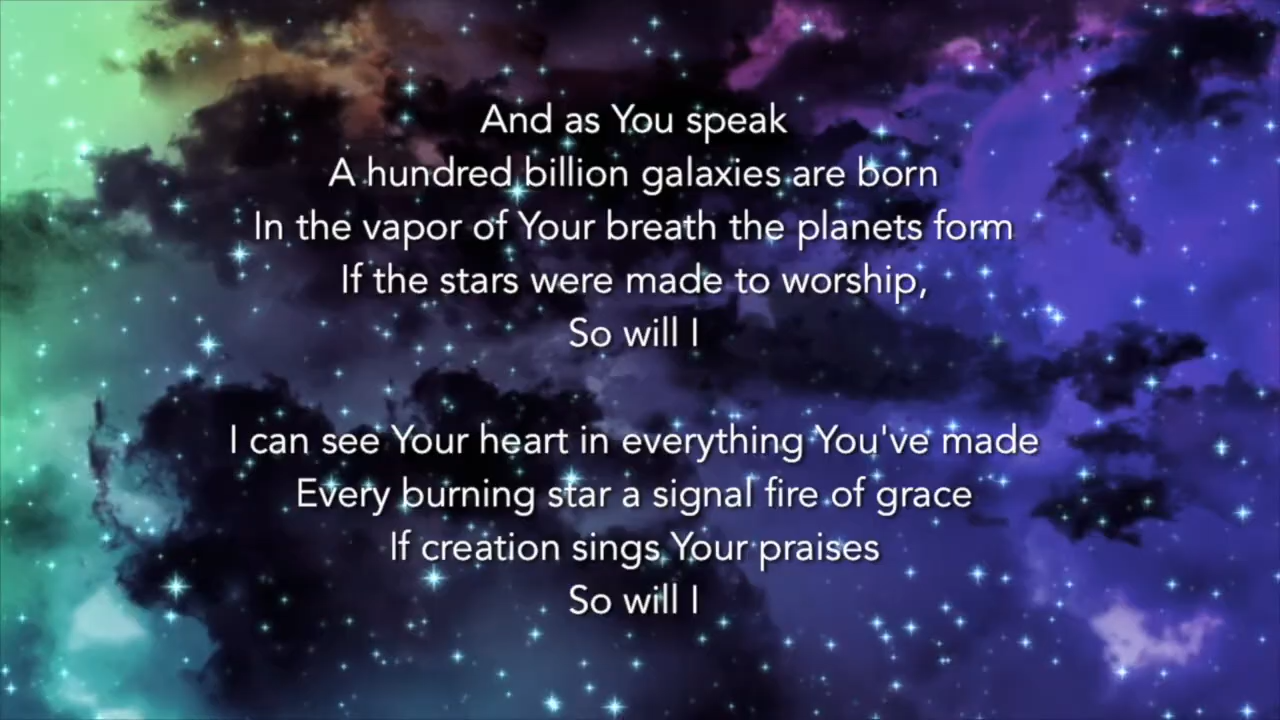 And as You speak
A hundred billion galaxies are born
In the vapor of Your breath the planets form
If the stars were made to worship,
So will I
I can see Your heart in everything You've made
Every burning star a signal fire of grace
If creation sings Your praises
So will I